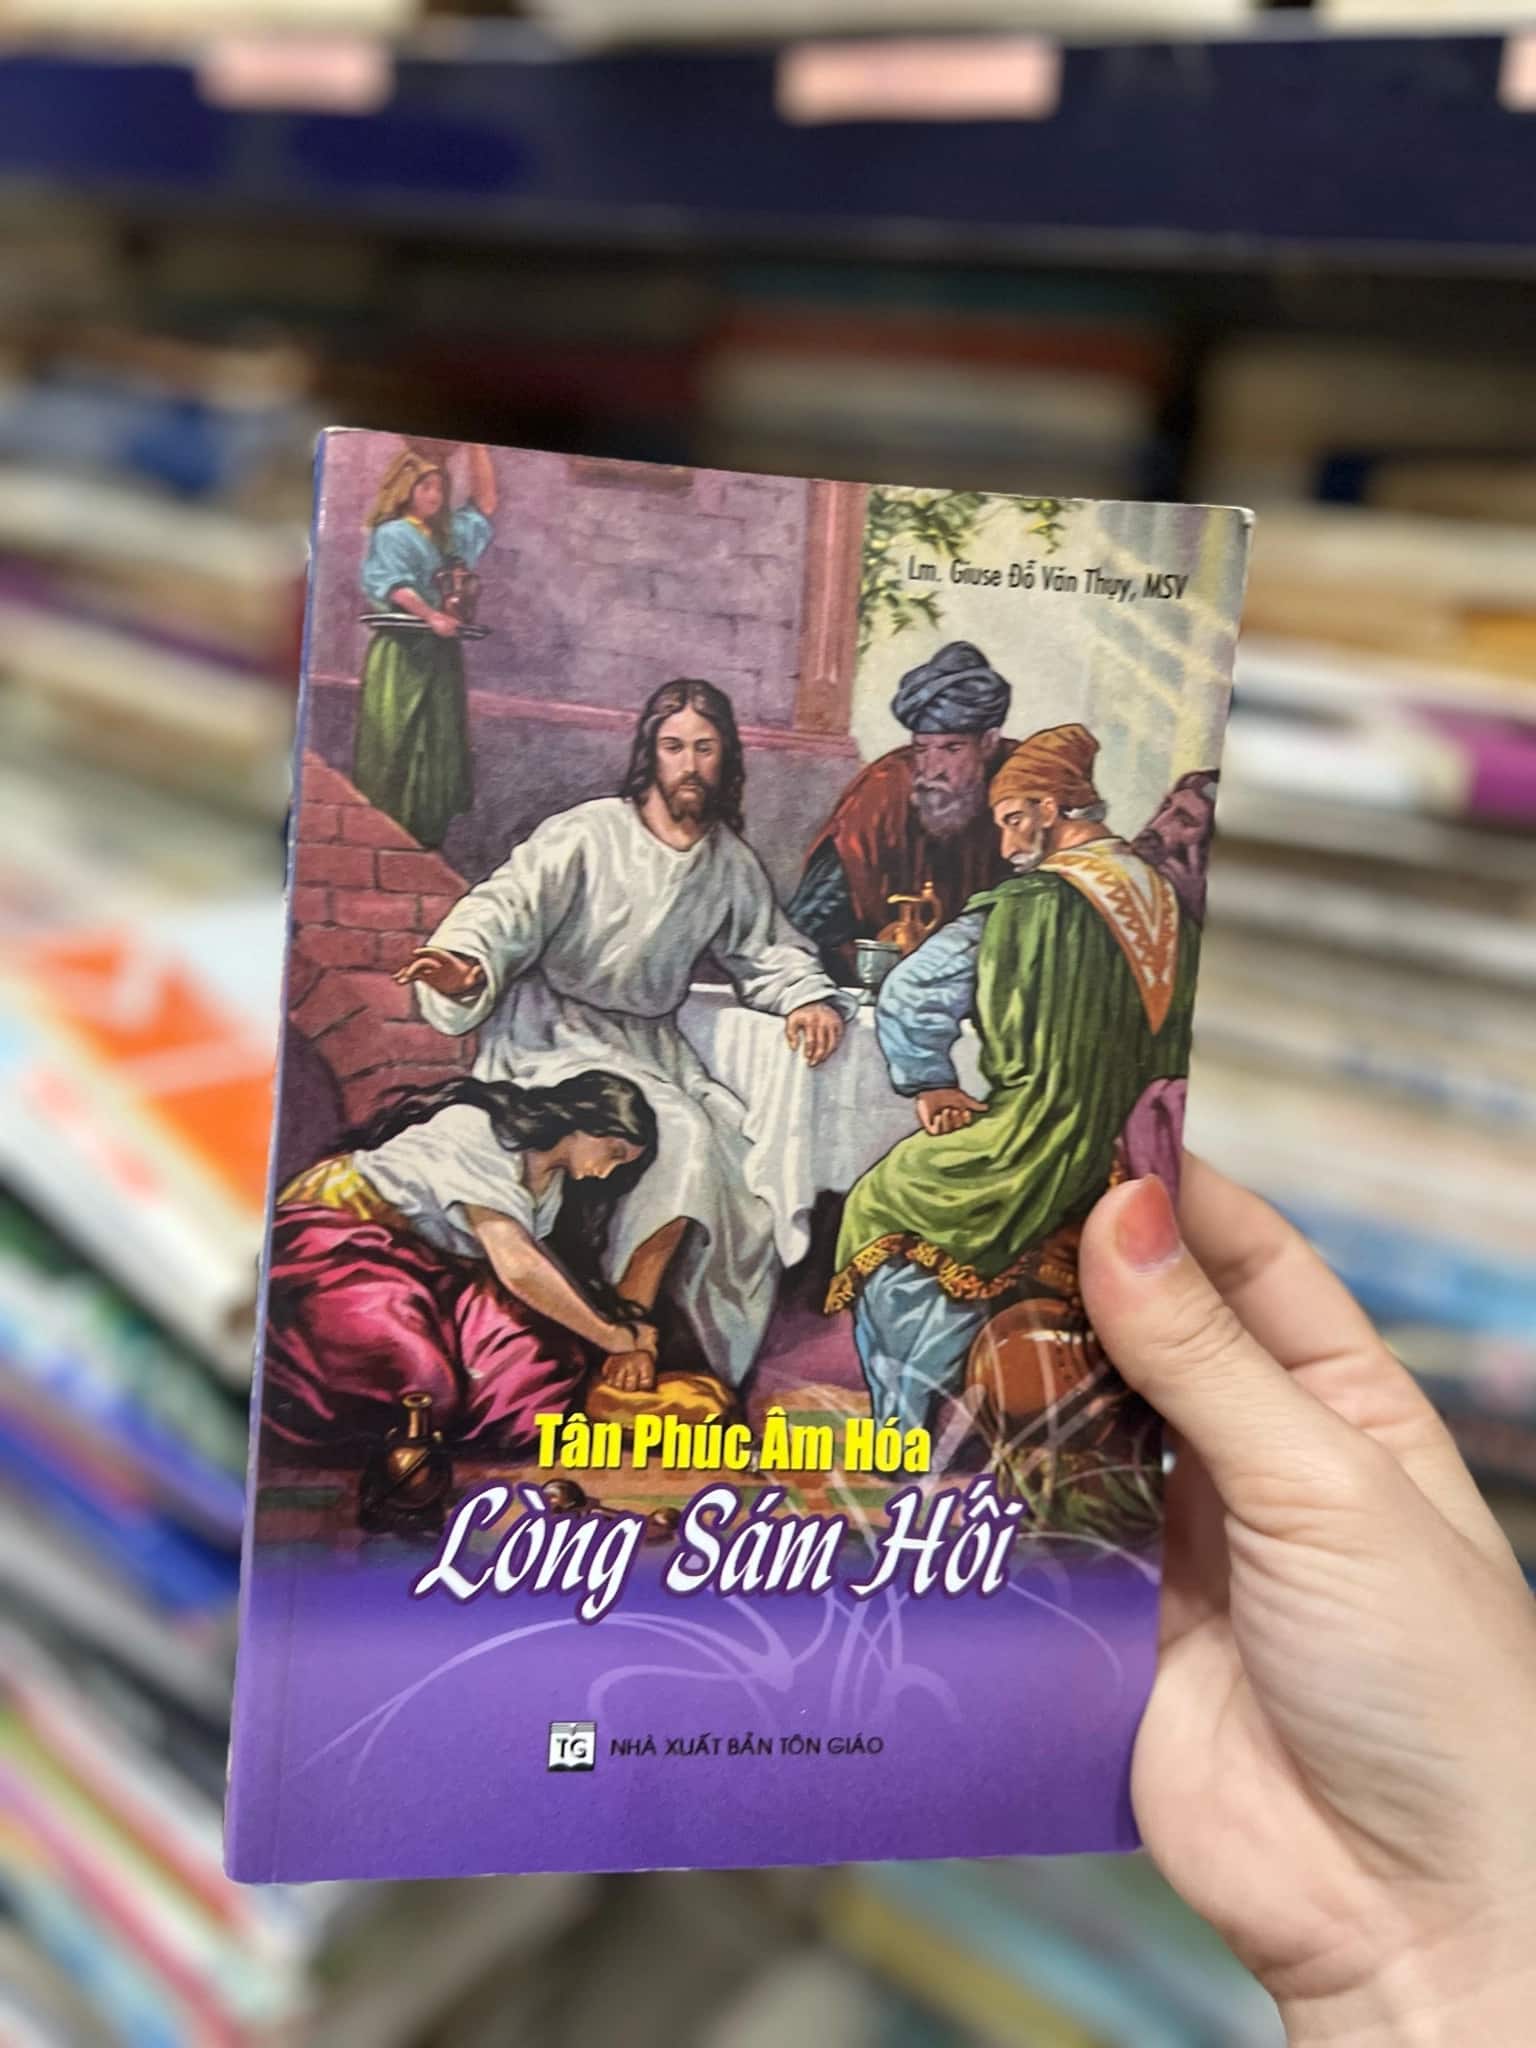 Lm. Giuse Đỗ Văn Thụy, MSV
Tân Phúc Âm Hóa
Lòng Sám Hối
TG NHÀ XUẤT BẢN TÔN GIÁO